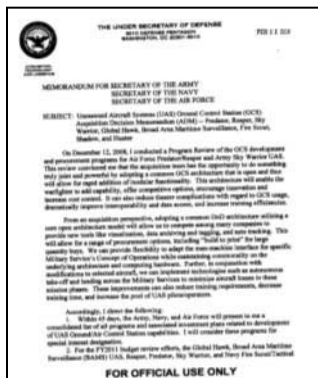 THE UNDER SECRETARY OF DEFENSE
3010 DEFENSE PENTAGON
WASHINGTON, DC 20301-3010
ACQUISITION,
TECHNOLOGY
AND LOGISTICS
MEMORANDUM FOR SECRETARY OF THE ARMY
SECRETARY OF THE NAVY
SECRETARY OF THE AIR FORCE
SUBJECT: Unmanned Aircraft Systems (UAS) Ground Control Station (GCS)
Acquisition Decision Memorandum (ADM) – Predator, Reaper, Sky
Warrior, Global Hawk, Broad Area Maritime Surveillance, Fire Scout,
Shadow, and Hunter
On December 12, 2008, I conducted a Program Review of the GCS development
and procurement programs for Air Force Predator/Reaper and Army Sky Warrior UAS.
This review convinced me that the acquisition team has the opportunity to do something
truly joint and powerful by adopting a common GCS architecture that is open and thus
will allow the rapid addition of modular functionality. This architecture will enable the
warfighter to add capability, offer competitive options, encourage innovation and
increase cost control. It can also reduce theater complications with regard to GCS usage,
dramatically improve interoperability and data access, and increase training efficiencies.
From an acquisition perspective, adopting a common DoD architecture utilizing a
core open architecture model will allow us to compete among many companies to
provide new tools like visualization, data archiving and tagging, and auto tracking. This
will allow for a range of procurement options, including "build to print" for large
quantity buys. We can provide flexibility to adapt the man-machine interface for specific
Military Service's Concept of Operations while maintaining commonality on the
underlying architecture and computing hardware. Further, in conjunction with
modifications to selected aircraft, we can implement technologies such as autonomous
take-off and landing across the Military Services to minimize aircraft losses in these
mission phases. These improvements can also reduce training requirements, decrease
training time, and increase the pool of UAS pilots/operators.
Accordingly, I direct the following:
1. Within 45 days, the Army, Navy, and Air Force will present to me a
consolidated list of all programs and associated investment plans related to development
of UAS Ground/Air Control Station capabilities. I will consider these programs for
special interest designation.
2. For the FY2011 budget review efforts, the Global Hawk, Broad Area Maritime
Surveillance (BAMS) UAS, Reaper, Predator, Sky Warrior, and Navy Fire Scout/Tactical
FOR OFFICIAL USE ONLY